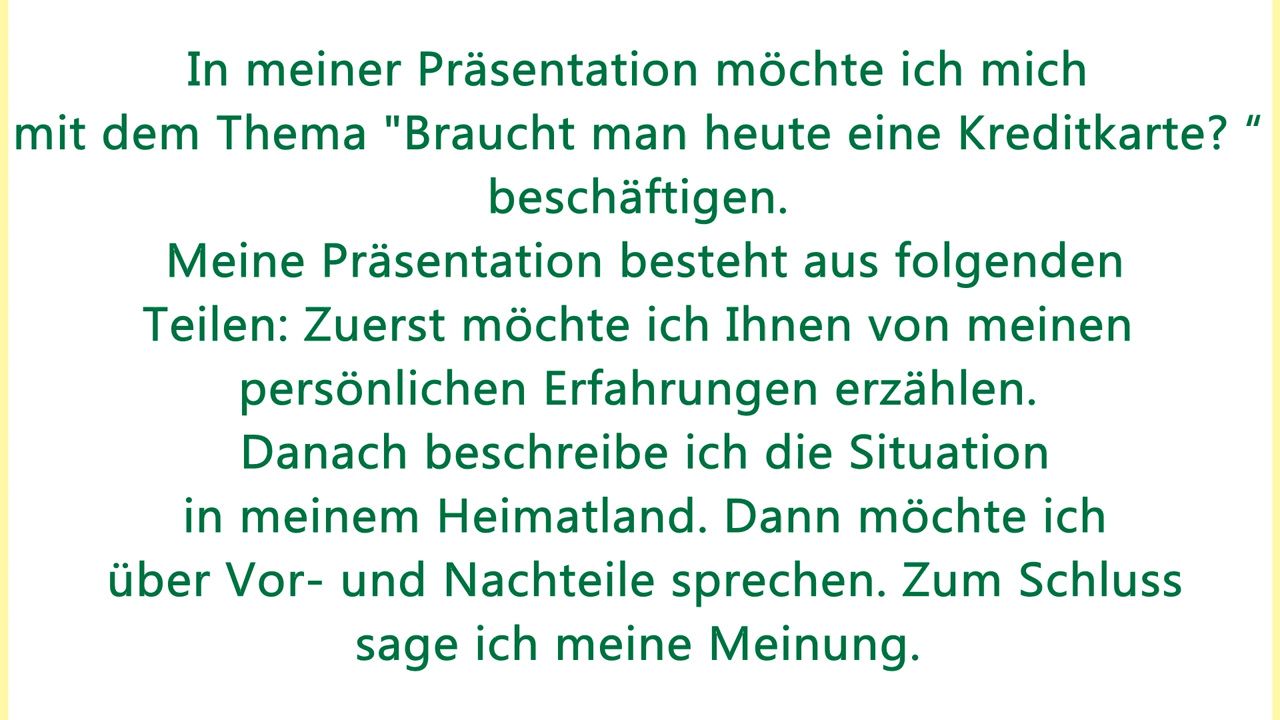 In meiner Präsentation möchte ich mich
mit dem Thema "Braucht man heute eine Kreditkarte? “
beschäftigen.
Meine Präsentation besteht aus folgenden
Teilen: Zuerst möchte ich Ihnen von meinen
persönlichen Erfahrungen erzählen.
Danach beschreibe ich die Situation
in meinem Heimatland. Dann möchte ich
über Vor- und Nachteile sprechen. Zum Schluss
sage ich meine Meinung.